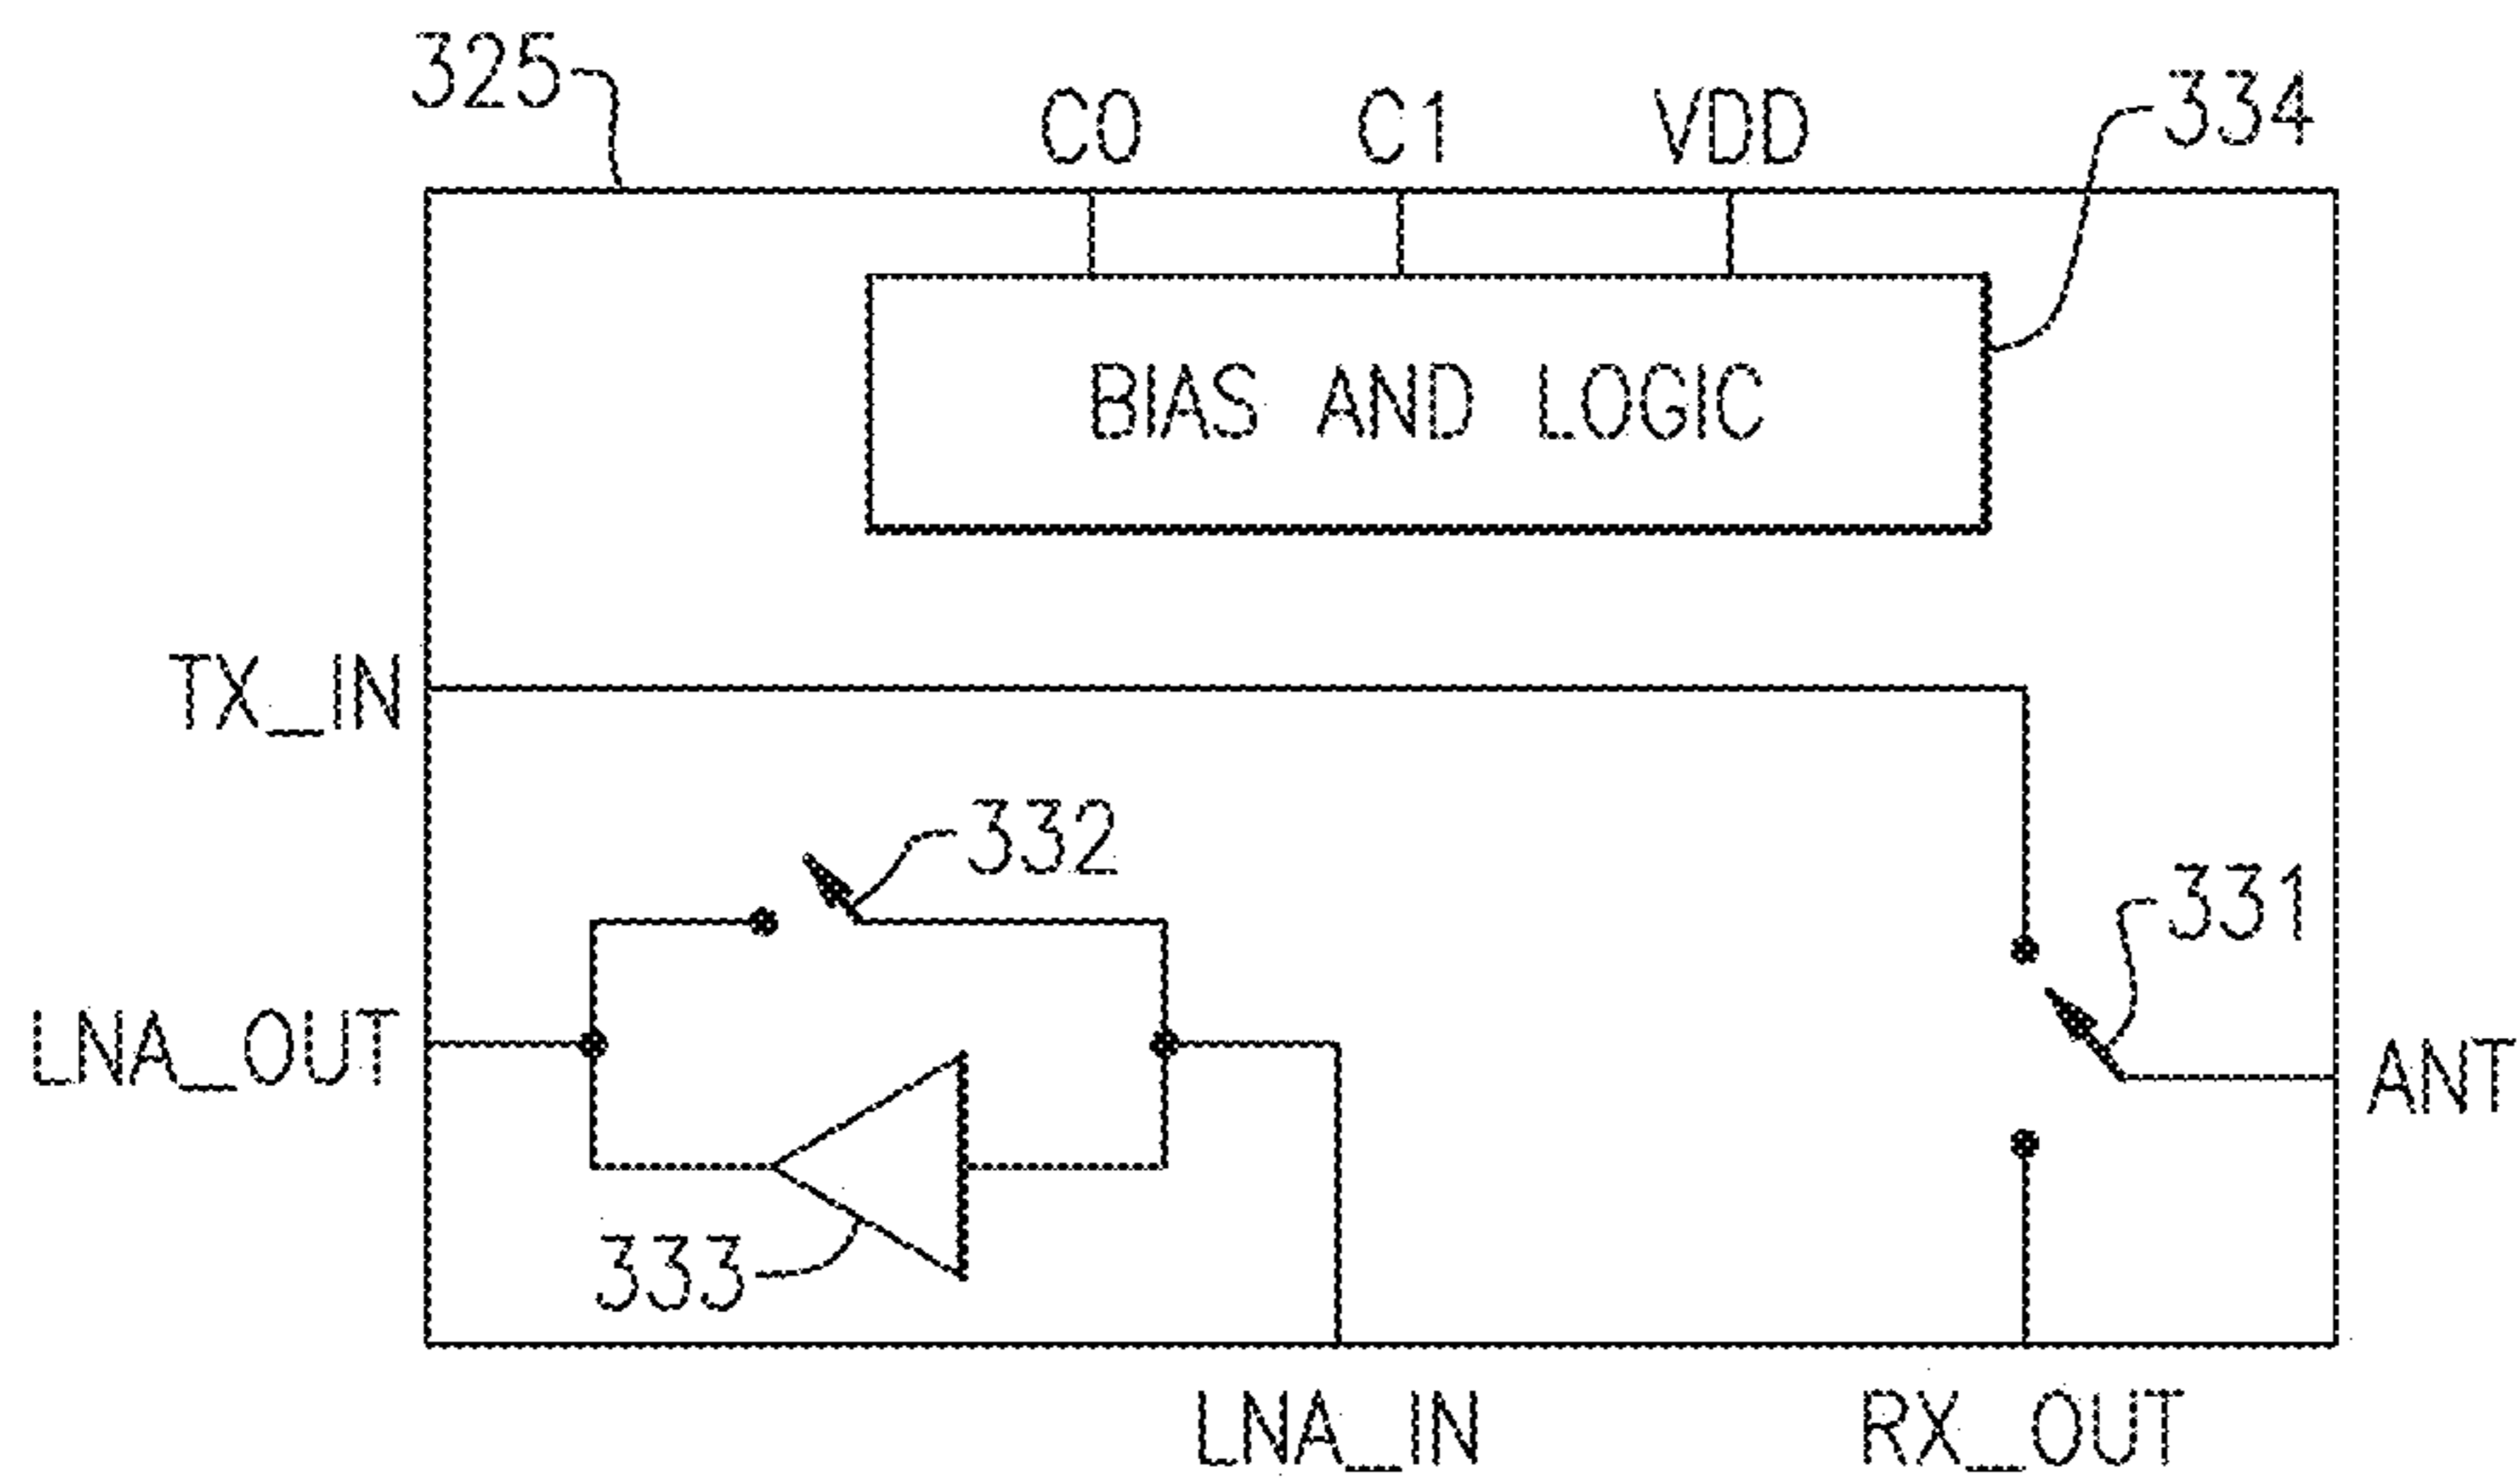 325
C0
C1
VDD
334
BIAS AND LOGIC
TX_IN
332
331
LNA_OUT
ANT
333
LNA_IN
RX_OUT